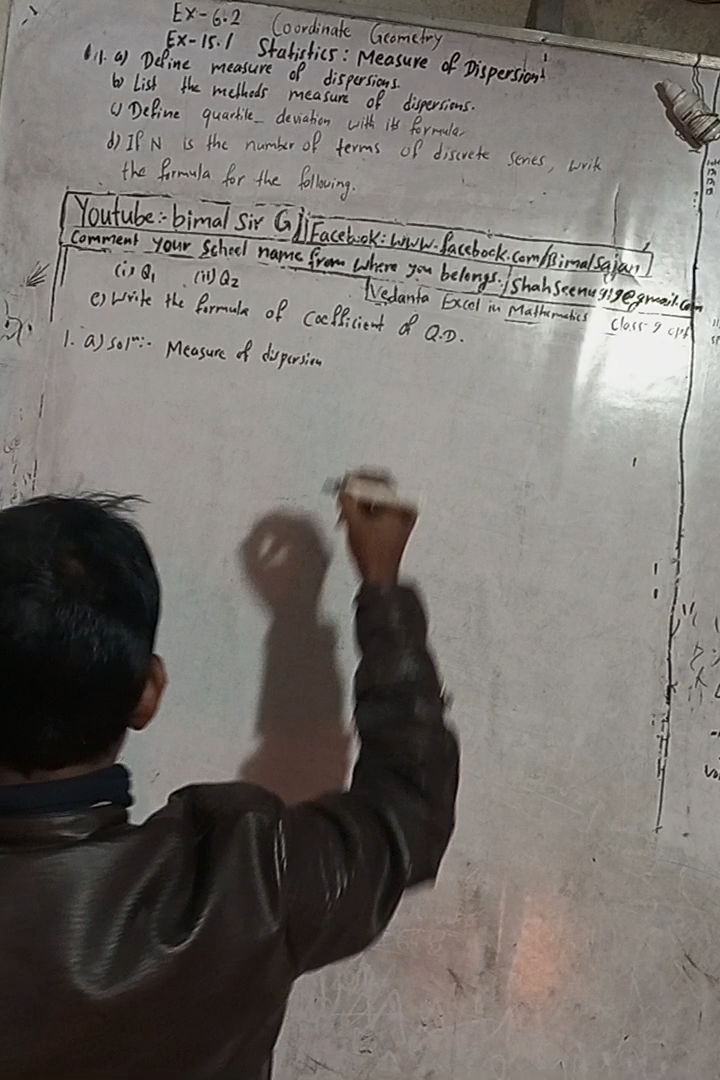 Ex-6.2 Coordinate Geometry
Ex-15.1 Statistics: Measure of Dispersion
1. a) Define measure of dispersions.
b) List the methods measure of dispersions.
c) Define quartile deviation with its formula.
d) If N is the number of terms of discrete series, write
the formula for the following.
Youtube:- bimal Sir G
Facebook: www.facebook.com/Bimalsajan
Comment your School name from where you belongs.
(i) Q1 (ii) Q2
Vedanta Excel in Mathematics Class-9 opt
e) Write the formula of Coefficient of Q.D.
1. a) Solⁿ:- Measure of dispersion